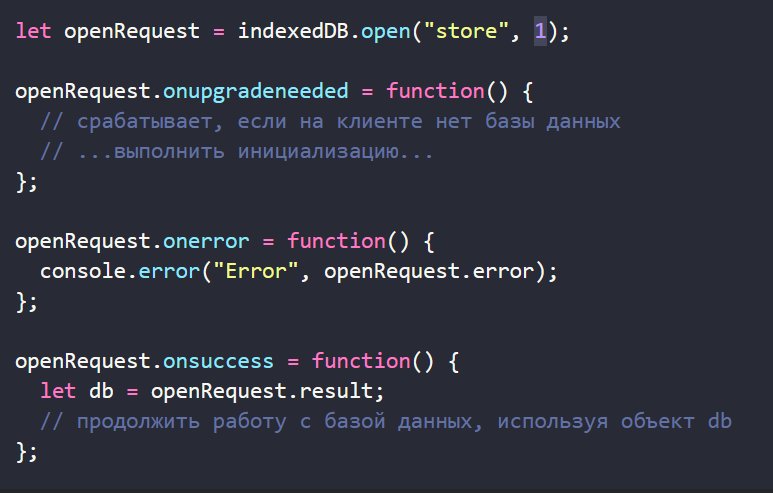 let openRequest = indexedDB.open("store", 1);
openRequest.onupgradeneeded = function() {
// срабатывает, если на клиенте нет базы данных
// ...выполнить инициализацию...
};
openRequest.onerror = function() {
console.error("Error", openRequest.error);
};
openRequest.onsuccess = function() {
let db = openRequest.result;
// продолжить работу с базой данных, используя объект db
};